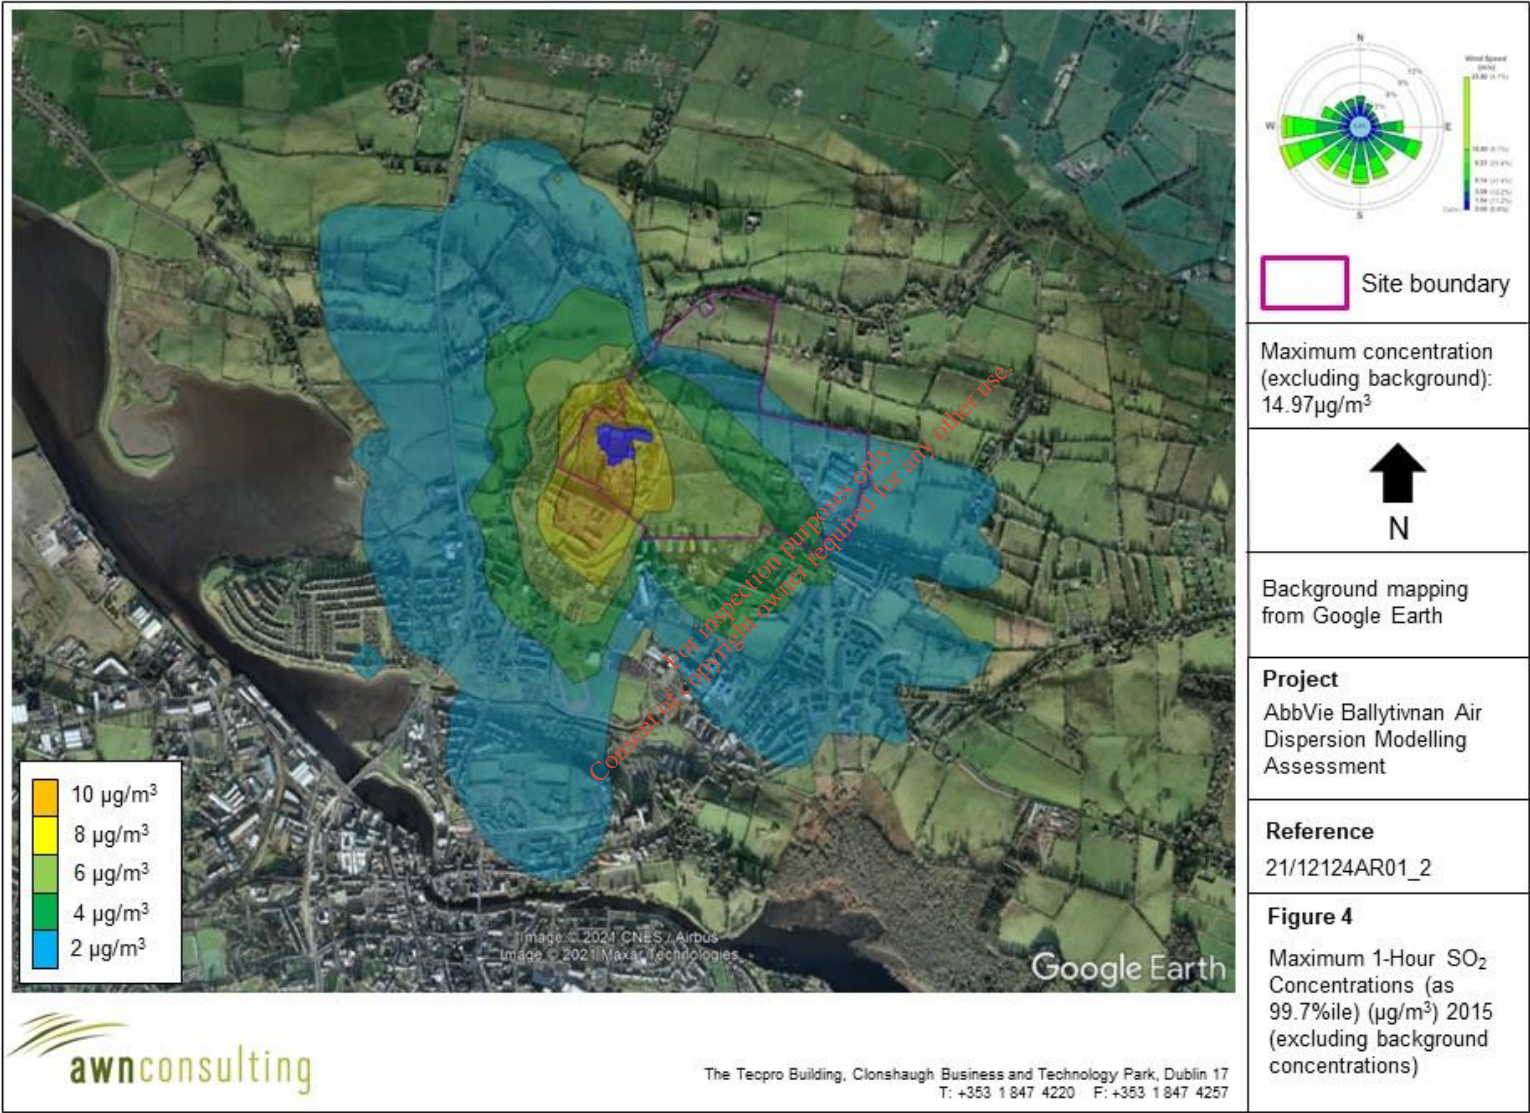 N
W
E
S
Wind Speed
Site boundary
Maximum concentration
(excluding background):
14.97µg/m³
N
Background mapping
from Google Earth
Project
AbbVie Ballytivnan Air
Dispersion Modelling
Assessment
Reference
21/12124AR01_2
Figure 4
Maximum 1-Hour SO₂
Concentrations (as
99.7%ile) (µg/m³) 2015
(excluding background
concentrations)
For inspection purposes only.
Consent of copyright owner required for any other use.
10 µg/m³
8 µg/m³
6 µg/m³
4 µg/m³
2 µg/m³
Image © 2021 CNES / Airbus
Image © 2021 Maxar Technologies
Google Earth
awnconsulting
The Tecpro Building, Clonshaugh Business and Technology Park, Dublin 17
T: +353 1 847 4220 F: +353 1 847 4257